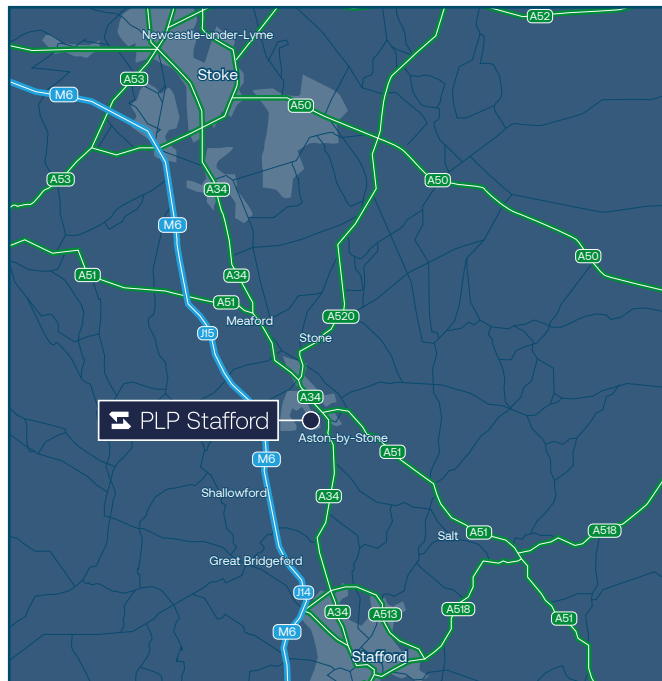 A52
Newcastle-under-Lyme
Stoke
A53
M6
A50
A53
A50
A34
M6
A50
A51
A34
A51
A520
Meaford
J15
Stone
A34
PLP Stafford
Aston-by-Stone
A51
M6
Shallowford
A34
Salt
A51
A518
Great Bridgeford
J14
A34
A513
A518
A51
M6
Stafford